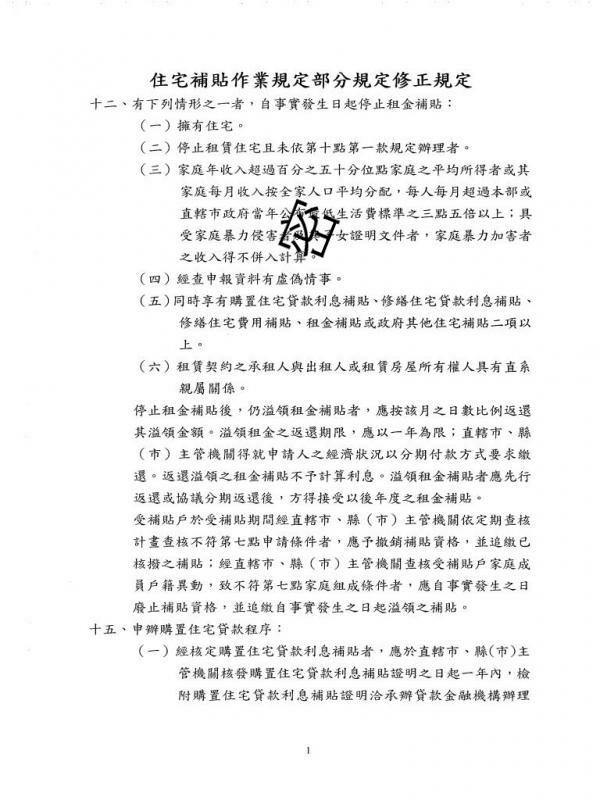 住宅補貼作業規定部分規定修正規定
十二、有下列情形之一者，自事實發生日起停止租金補貼：
（一）擁有住宅。
（二）停止租賃住宅且未依第十點第一款規定辦理者。
（三）家庭年收入超過百分之五十分位點家庭之平均所得者或其
家庭每月收入按全家人口平均分配，每人每月超過本部或
直轄市政府當年公布最低生活費標準之三點五倍以上；具
受家庭暴力侵害者及其子女證明文件者，家庭暴力加害者
之收入得不併入計算。
（四）經查申報資料有虛偽情事。
（五）同時享有購置住宅貸款利息補貼、修繕住宅貸款利息補貼、
修繕住宅費用補貼、租金補貼或政府其他住宅補貼二項以
上。
（六）租賃契約之承租人與出租人或租賃房屋所有權人具有直系
親屬關係。
停止租金補貼後，仍溢領租金補貼者，應按該月之日數比例返還
其溢領金額。溢領租金之返還期限，應以一年為限；直轄市、縣
（市）主管機關得就申請人之經濟狀況以分期付款方式要求繳
還。返還溢領之租金補貼不予計算利息。溢領租金補貼者應先行
返還或協議分期返還後，方得接受以後年度之租金補貼。
受補貼戶於受補貼期間經直轄市、縣（市）主管機關依定期查核
計畫查核不符第七點申請條件者，應予撤銷補貼資格，並追繳已
核撥之補貼；經直轄市、縣（市）主管機關查核受補貼戶家庭成
員戶籍異動，致不符第七點家庭組成條件者，應自事實發生之日
廢止補貼資格，並追繳自事實發生之日起溢領之補貼。
十五、申辦購置住宅貸款程序：
（一）經核定購置住宅貸款利息補貼者，應於直轄市、縣(市)主
管機關核發購置住宅貸款利息補貼證明之日起一年內，檢
附購置住宅貸款利息補貼證明洽承辦貸款金融機構辦理
1